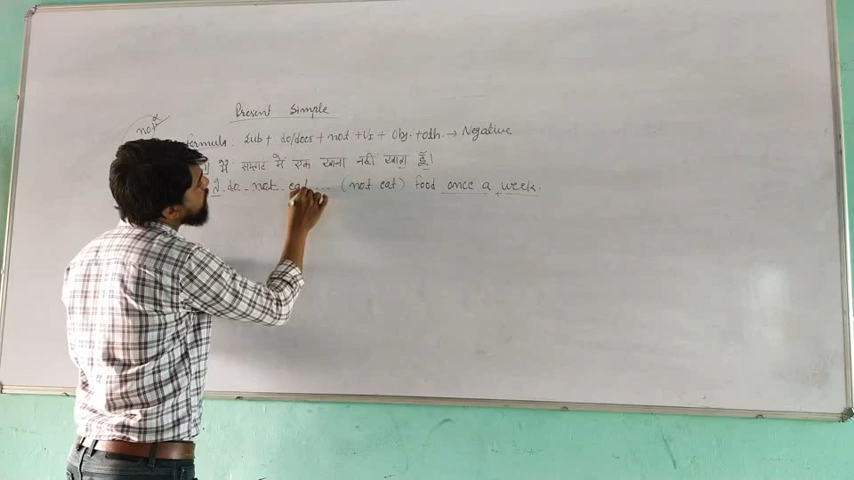 Present Simple
not
formula. Sub + do/does + not + V1 + Obj. + oth. → Negative
मैं सप्ताह में एक खाना नहीं खाता हूँ।
I do not eat ... (not eat) food once a week.